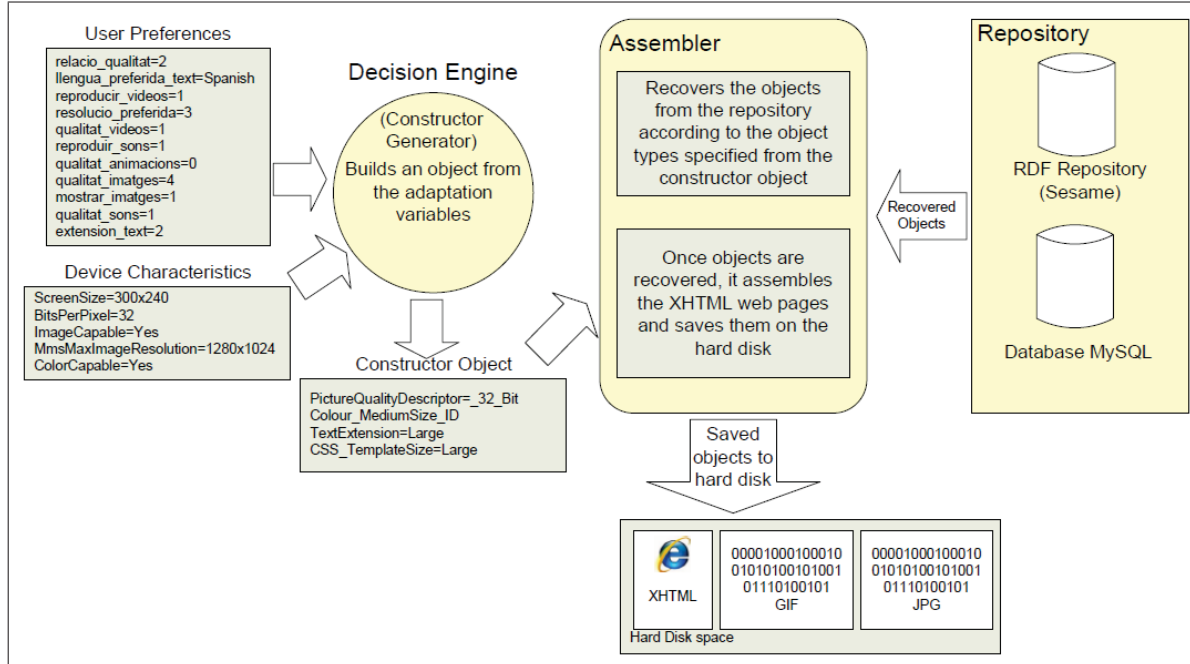 User Preferences
relacio_qualitat=2
llengua_preferida_text=Spanish
reproducir_videos=1
resolucio_preferida=3
qualitat_videos=1
reproduir_sons=1
qualitat_animacions=0
qualitat_imatges=4
mostrar_imatges=1
qualitat_sons=1
extension_text=2
Device Characteristics
ScreenSize=300x240
BitsPerPixel=32
ImageCapable=Yes
MmsMaxImageResolution=1280x1024
ColorCapable=Yes
Decision Engine
(Constructor
Generator)
Builds an object from
the adaptation
variables
Constructor Object
PictureQualityDescriptor=_32_Bit
Colour_MediumSize_ID
TextExtension=Large
CSS_TemplateSize=Large
Assembler
Recovers the objects
from the repository
according to the object
types specified from the
constructor object
Once objects are
recovered, it assembles
the XHTML web pages
and saves them on the
hard disk
Recovered
Objects
Repository
RDF Repository
(Sesame)
Database MySQL
Saved
objects to
hard disk
XHTML
00001000100010
01010100101001
01110100101
GIF
00001000100010
01010100101001
01110100101
JPG
Hard Disk space